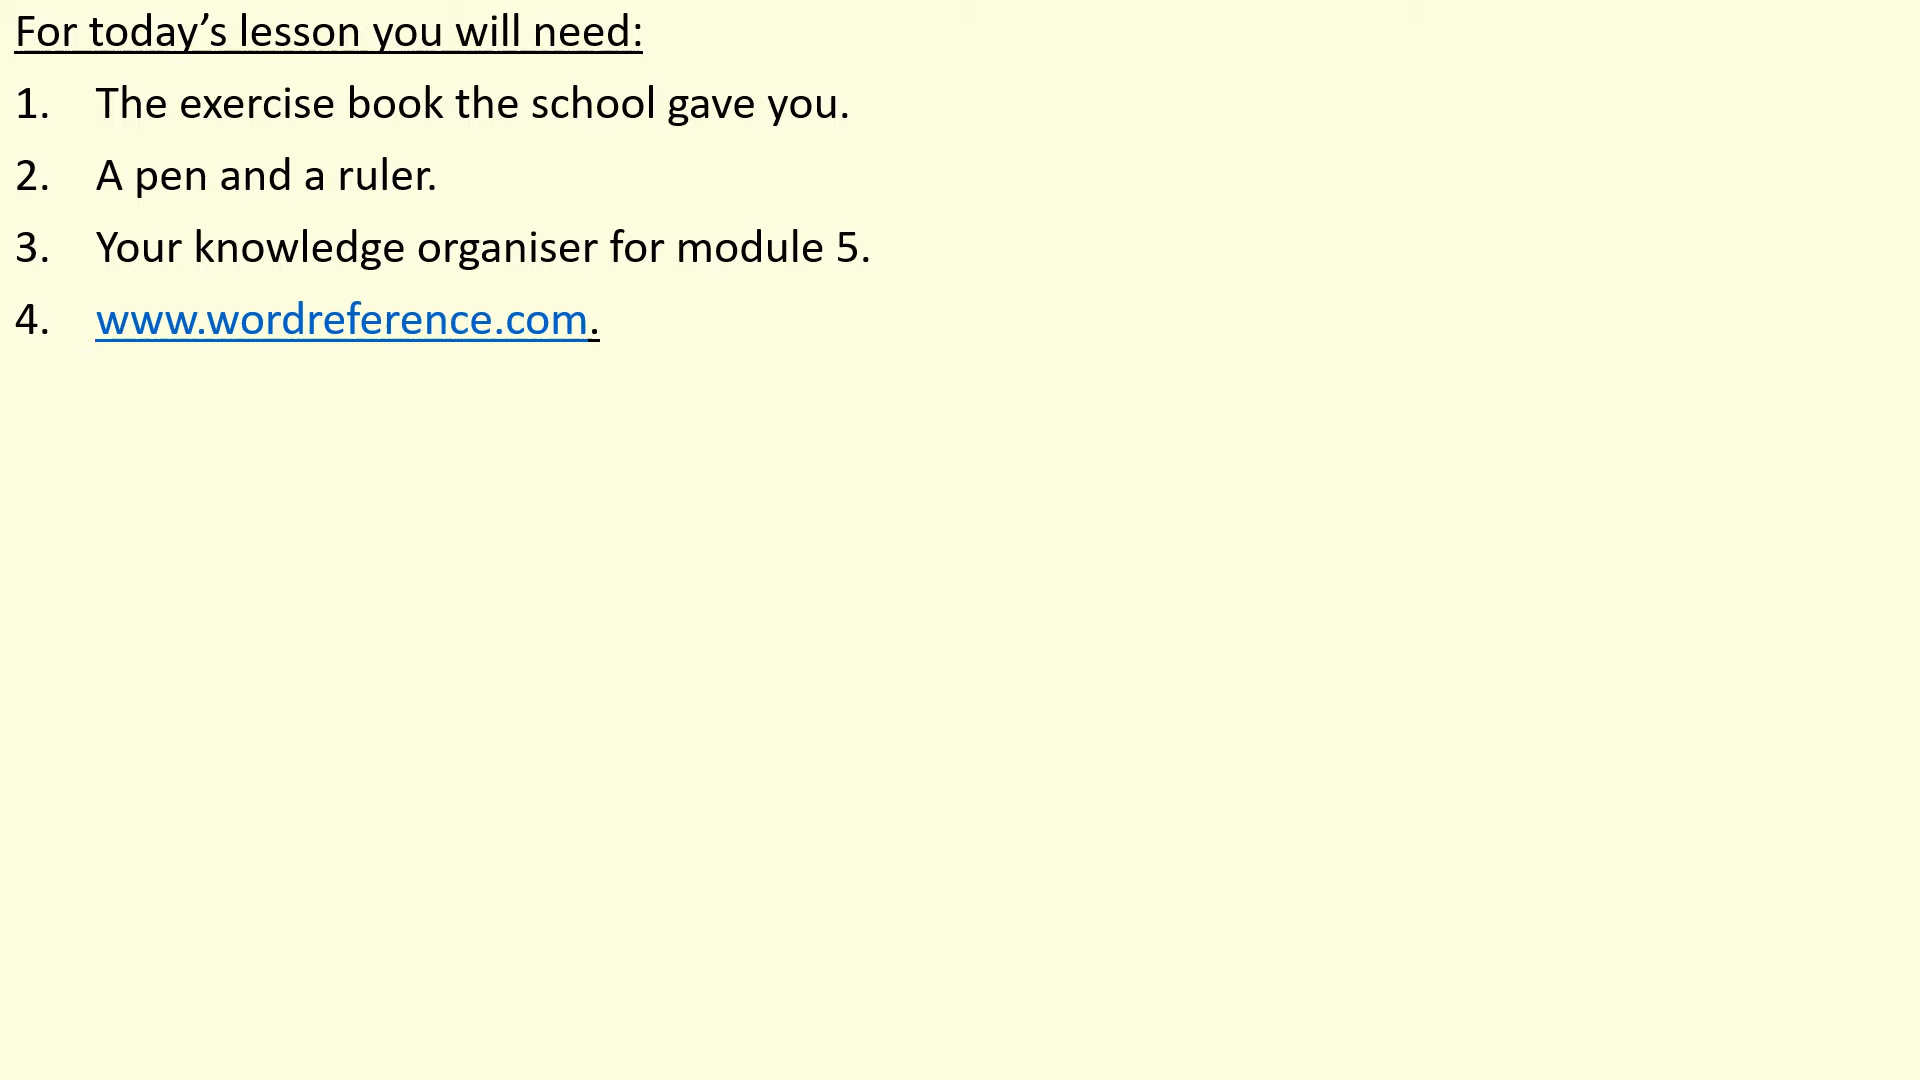 For today’s lesson you will need:
1. The exercise book the school gave you.
2. A pen and a ruler.
3. Your knowledge organiser for module 5.
4. www.wordreference.com.